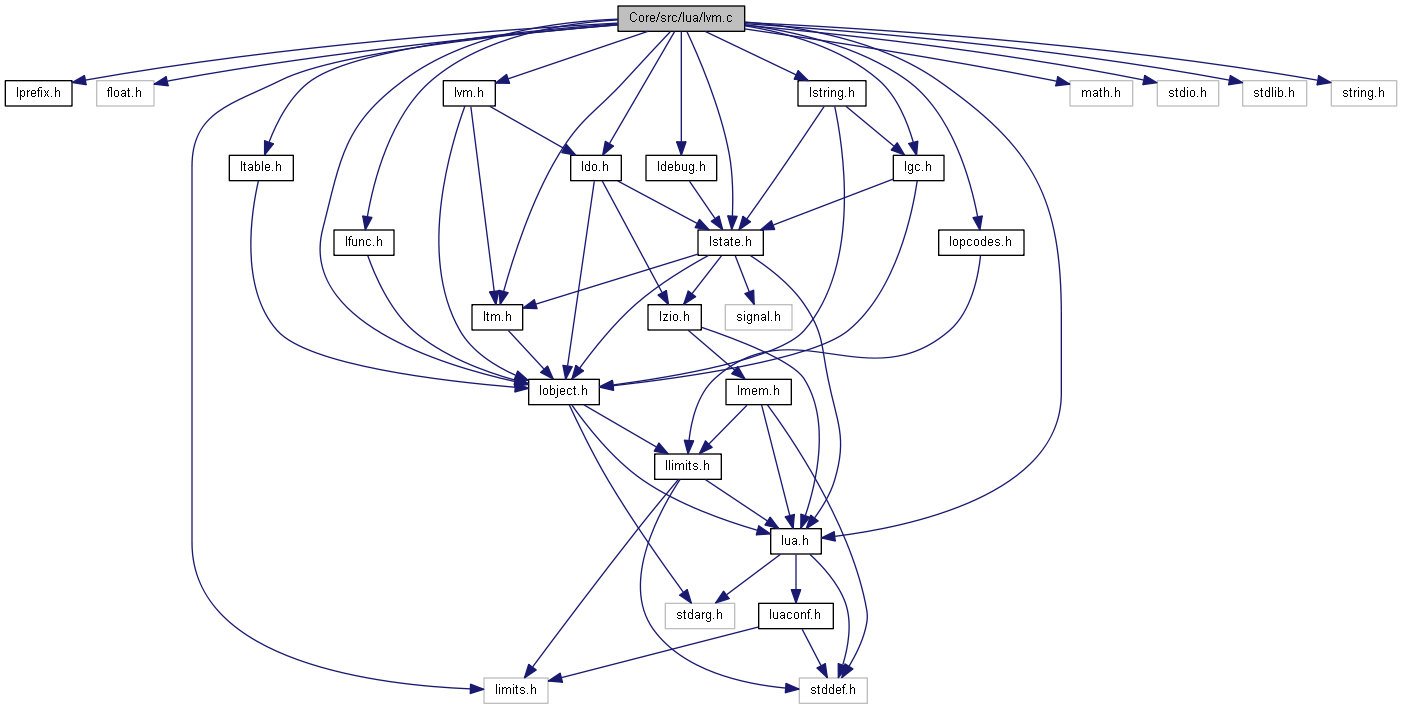 Core/src/lua/lvm.c
lprefix.h
float.h
lvm.h
lstring.h
math.h
stdio.h
stdlib.h
string.h
ltable.h
ldo.h
ldebug.h
lgc.h
lfunc.h
lstate.h
lopcodes.h
ltm.h
lzio.h
signal.h
lobject.h
lmem.h
llimits.h
lua.h
stdarg.h
luaconf.h
limits.h
stddef.h